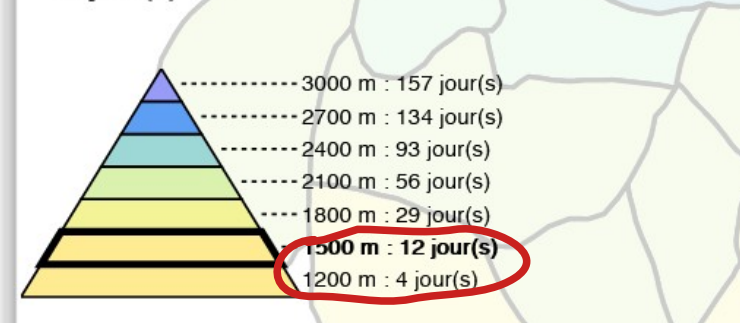 3000 m : 157 jour(s)
2700 m : 134 jour(s)
2400 m : 93 jour(s)
2100 m : 56 jour(s)
1800 m : 29 jour(s)
1500 m : 12 jour(s)
1200 m : 4 jour(s)